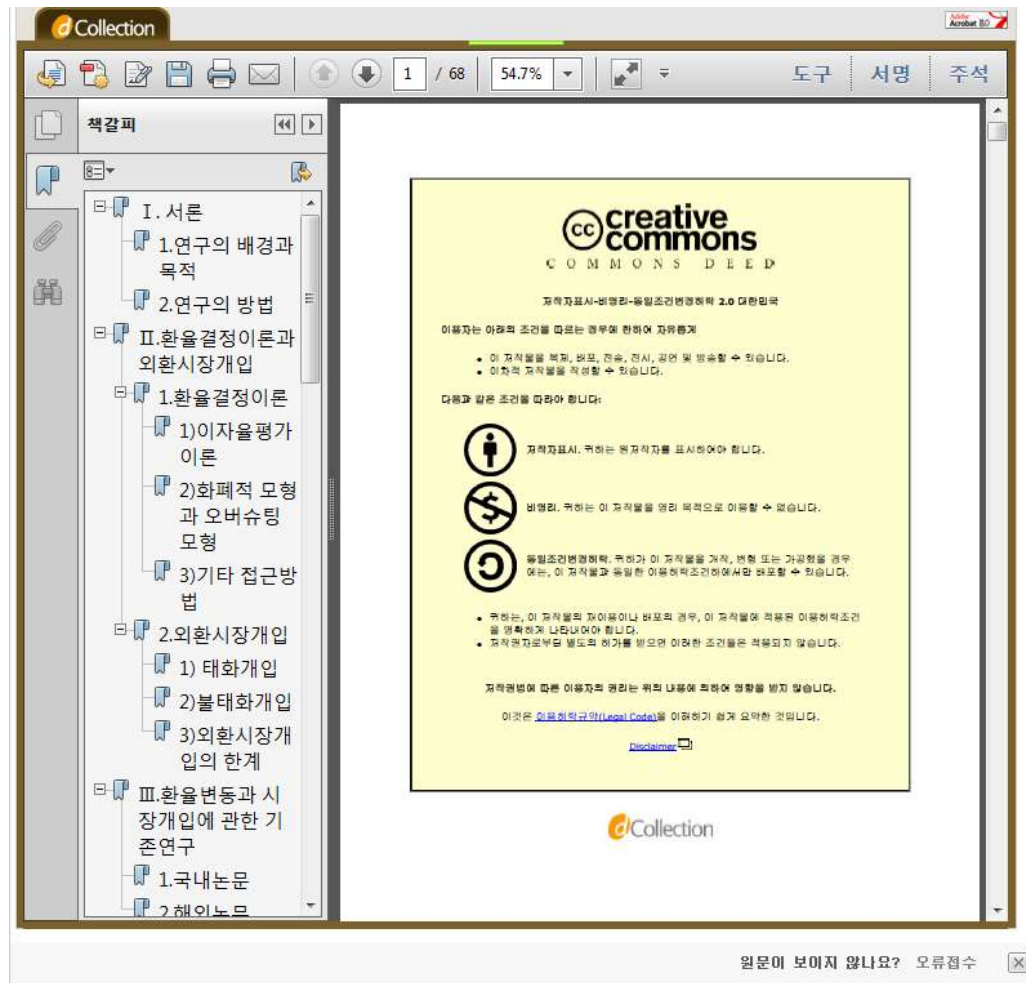 dCollection
Adobe
Acrobat 8.0
1 / 68
54.7%
도구
서명
주석
책갈피
Ⅰ. 서론
1.연구의 배경과
목적
2.연구의 방법
Ⅱ.환율결정이론과
외환시장개입
1.환율결정이론
1)이자율평가
이론
2)화폐적 모형
과 오버슈팅
모형
3)기타 접근방
법
2.외환시장개입
1) 태화개입
2)불태화개입
3)외환시장개
입의 한계
Ⅲ.환율변동과 시
장개입에 관한 기
존연구
1.국내논문
2.해외논문
cc creative
commons
COMMONS DEED
저작자표시-비영리-동일조건변경허락 2.0 대한민국
이용자는 아래의 조건을 따르는 경우에 한하여 자유롭게
• 이 저작물을 복제, 배포, 전송, 전시, 공연 및 방송할 수 있습니다.
• 이차적 저작물을 작성할 수 있습니다.
다음과 같은 조건을 따라야 합니다:
저작자표시. 귀하는 원저작자를 표시하여야 합니다.
비영리. 귀하는 이 저작물을 영리 목적으로 이용할 수 없습니다.
동일조건변경허락. 귀하가 이 저작물을 개작, 변형 또는 가공했을 경우
에는, 이 저작물과 동일한 이용허락조건하에서만 배포할 수 있습니다.
• 귀하는, 이 저작물의 재이용이나 배포의 경우, 이 저작물에 적용된 이용허락조건
을 명확하게 나타내어야 합니다.
• 저작권자로부터 별도의 허가를 받으면 이러한 조건들은 적용되지 않습니다.
저작권법에 따른 이용자의 권리는 위의 내용에 의하여 영향을 받지 않습니다.
이것은 이용허락규약(Legal Code)을 이해하기 쉽게 요약한 것입니다.
Disclaimer
dCollection
원문이 보이지 않나요? 오류접수